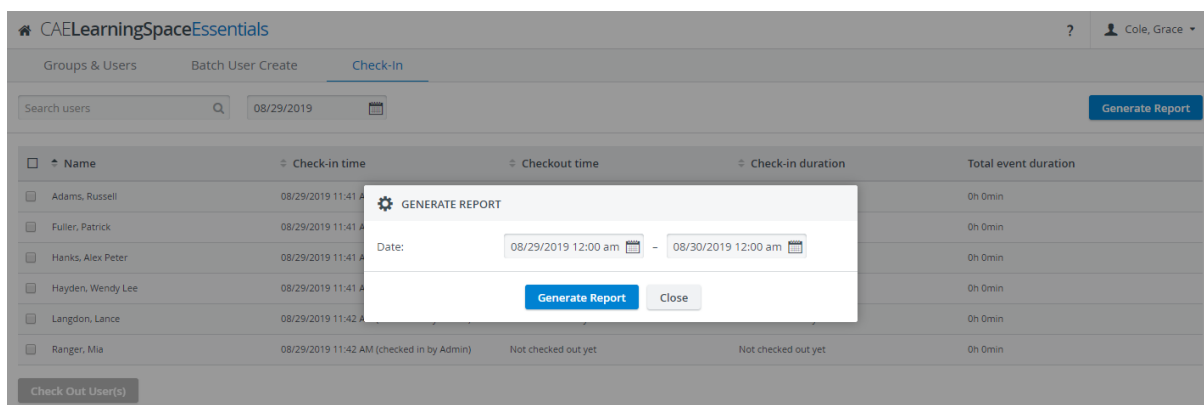 CAELearningSpaceEssentials ? Cole, Grace
Groups & Users Batch User Create Check-In
Search users 08/29/2019 Generate Report
Name Check-in time Checkout time Check-in duration Total event duration
Adams, Russell 08/29/2019 11:41 A 0h 0min
GENERATE REPORT
Fuller, Patrick 08/29/2019 11:41 A 0h 0min
Date: 08/29/2019 12:00 am – 08/30/2019 12:00 am
Hanks, Alex Peter 08/29/2019 11:41 A 0h 0min
Hayden, Wendy Lee 08/29/2019 11:41 A 0h 0min
Generate Report Close
Langdon, Lance 08/29/2019 11:42 A 0h 0min
Ranger, Mia 08/29/2019 11:42 AM (checked in by Admin) Not checked out yet Not checked out yet 0h 0min
Check Out User(s)